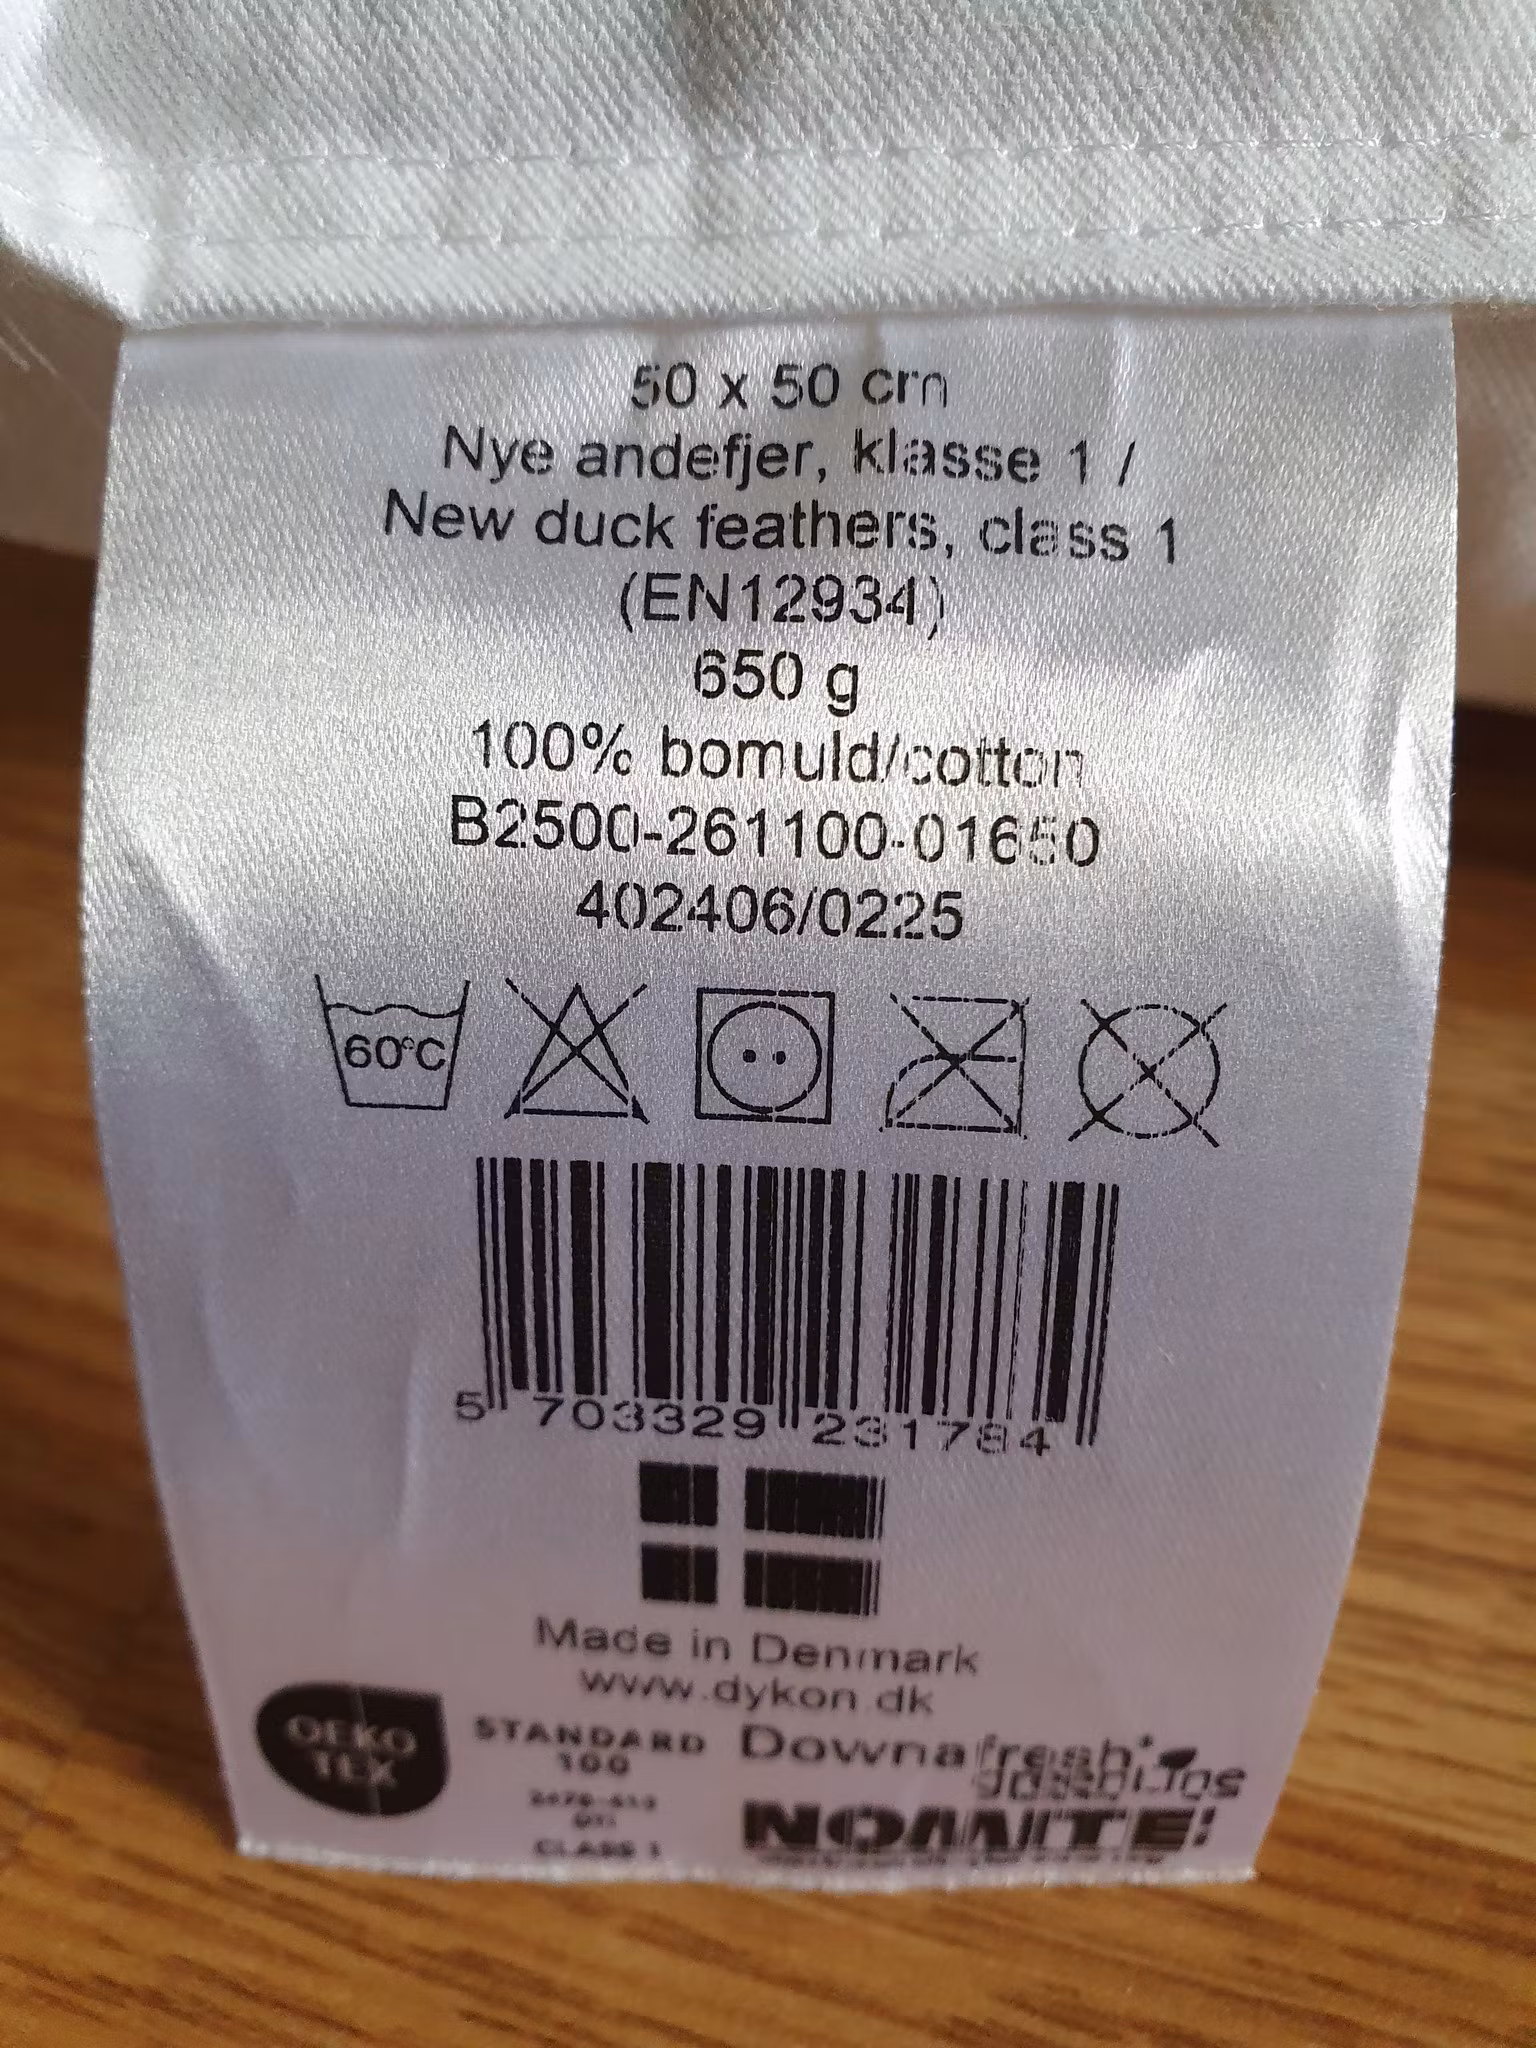 50 x 50 cm
Nye andefjer, klasse 1 /
New duck feathers, class 1
(EN12934)
650 g
100% bomuld/cotton
B2500-261100-01650
402406/0225
60°C
5 703329 231784
Made in Denmark
www.dykon.dk
OEKO
TEX
STANDARD
100
CLASS 1
Downafresh
NOMITE